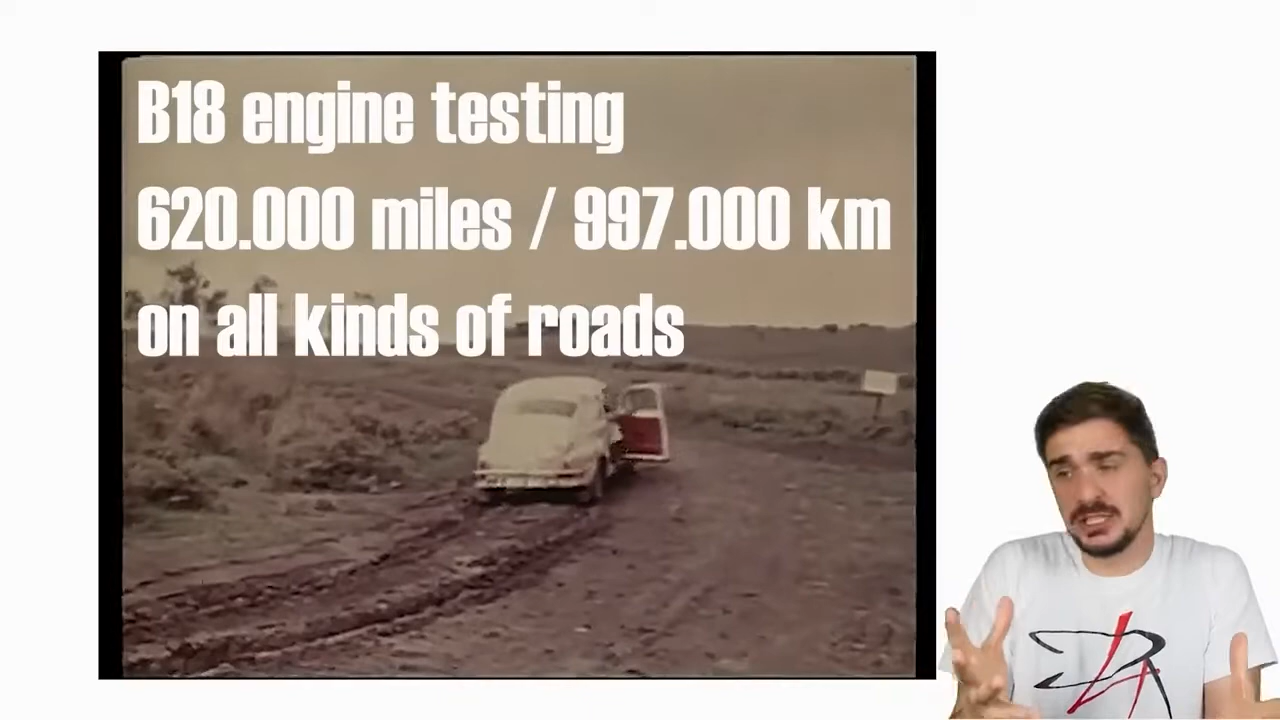 B18 engine testing
620.000 miles / 997.000 km
on all kinds of roads